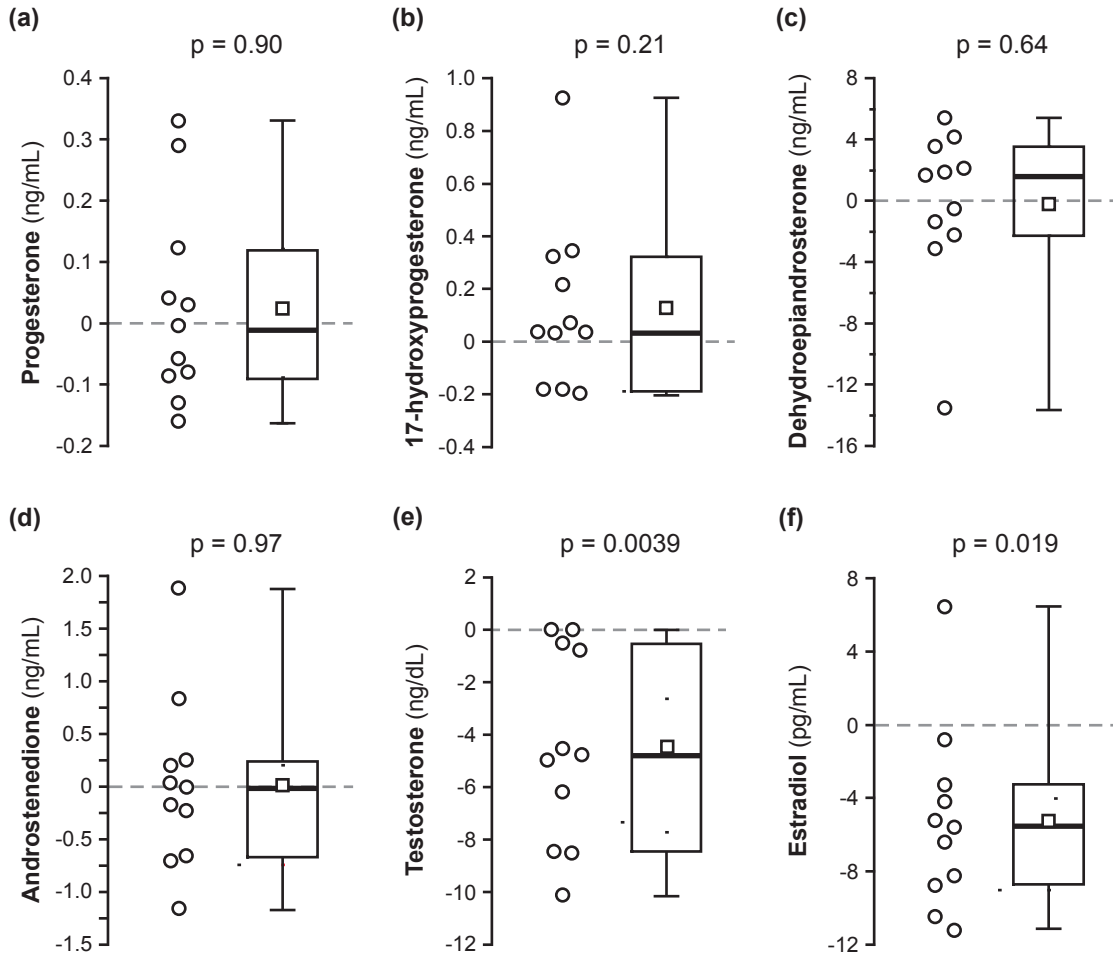 (a)
p = 0.90
Progesterone (ng/mL)
0.4
0.3
0.2
0.1
0
-0.1
-0.2
(b)
p = 0.21
17-hydroxyprogesterone (ng/mL)
1.0
0.8
0.6
0.4
0.2
0
-0.2
-0.4
(c)
p = 0.64
Dehydroepiandrosterone (ng/mL)
8
4
0
-4
-8
-12
-16
(d)
p = 0.97
Androstenedione (ng/mL)
2.0
1.5
1.0
0.5
0
-0.5
-1.0
-1.5
(e)
p = 0.0039
Testosterone (ng/dL)
2
0
-2
-4
-6
-8
-10
-12
(f)
p = 0.019
Estradiol (pg/mL)
8
4
0
-4
-8
-12